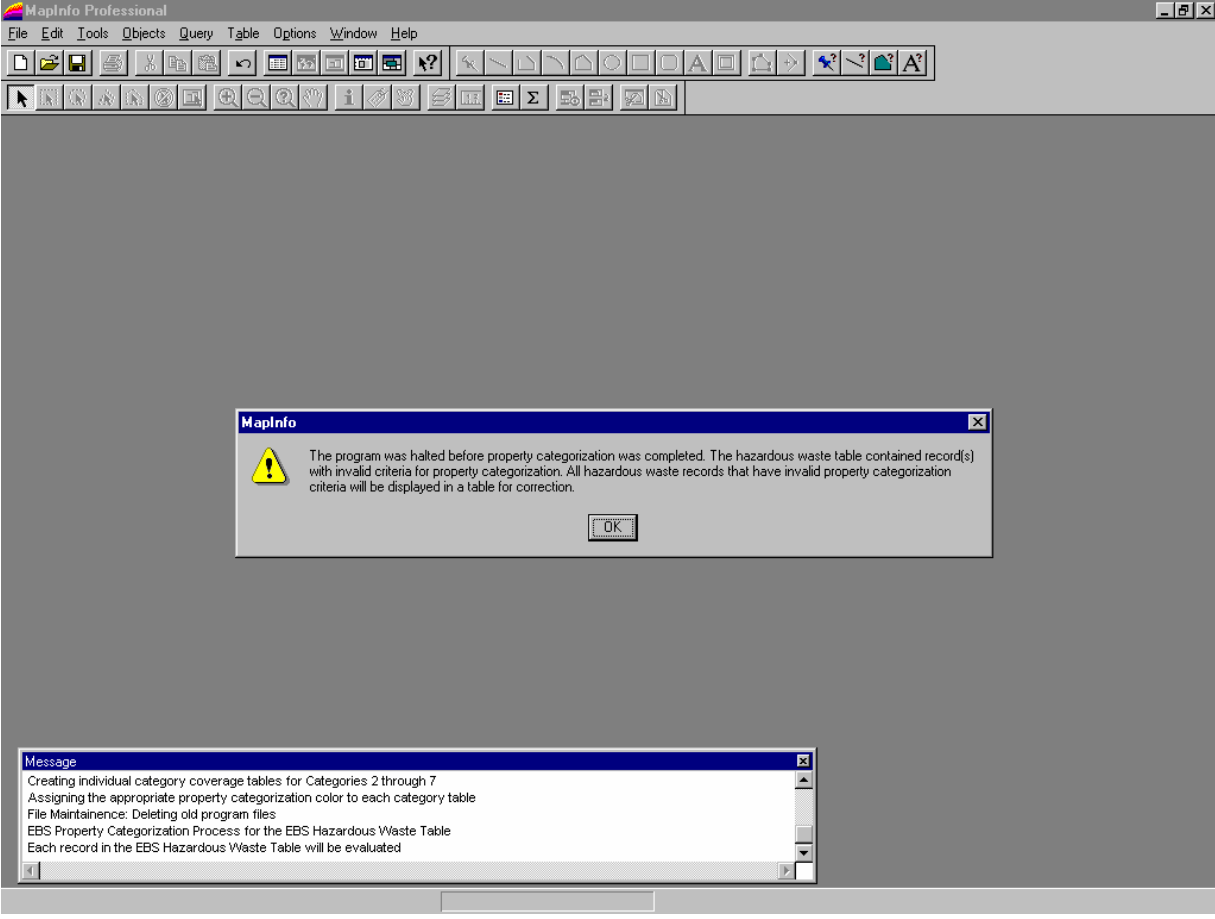 MapInfo Professional
File Edit Tools Objects Query Table Options Window Help
MapInfo
The program was halted before property categorization was completed. The hazardous waste table contained record(s)
with invalid criteria for property categorization. All hazardous waste records that have invalid property categorization
criteria will be displayed in a table for correction.
OK
Message
Creating individual category coverage tables for Categories 2 through 7
Assigning the appropriate property categorization color to each category table
File Maintainence: Deleting old program files
EBS Property Categorization Process for the EBS Hazardous Waste Table
Each record in the EBS Hazardous Waste Table will be evaluated